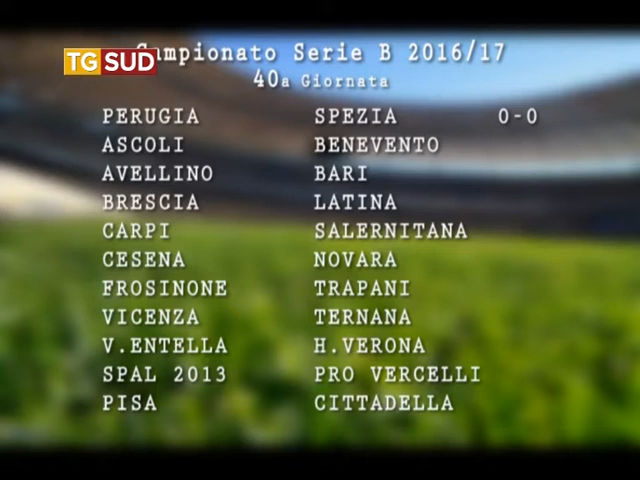 TG SUD
Campionato Serie B 2016/17
40a Giornata
PERUGIA SPEZIA 0-0
ASCOLI BENEVENTO
AVELLINO BARI
BRESCIA LATINA
CARPI SALERNITANA
CESENA NOVARA
FROSINONE TRAPANI
VICENZA TERNANA
V.ENTELLA H.VERONA
SPAL 2013 PRO VERCELLI
PISA CITTADELLA